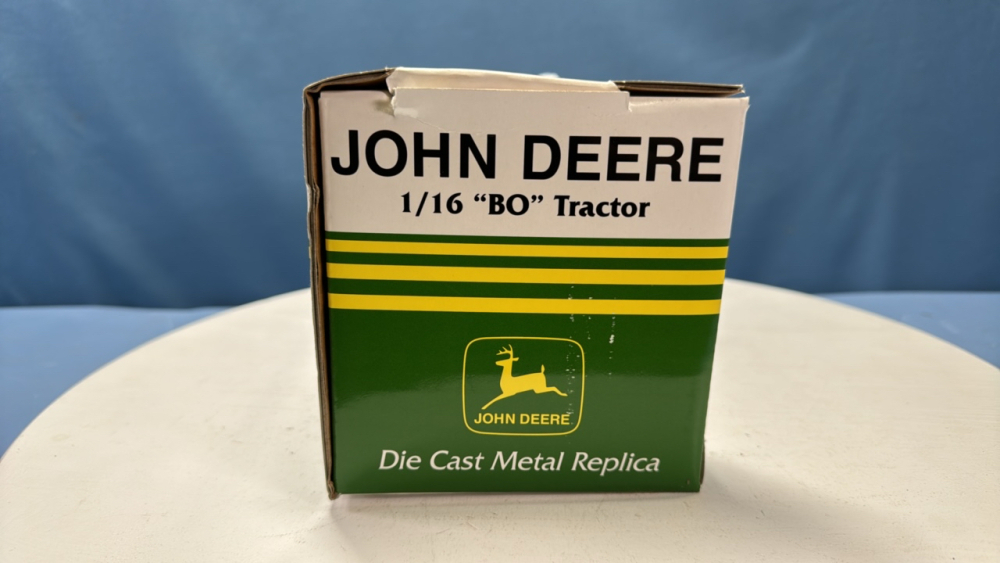 JOHN DEERE
1/16 “BO” Tractor
JOHN DEERE
Die Cast Metal Replica